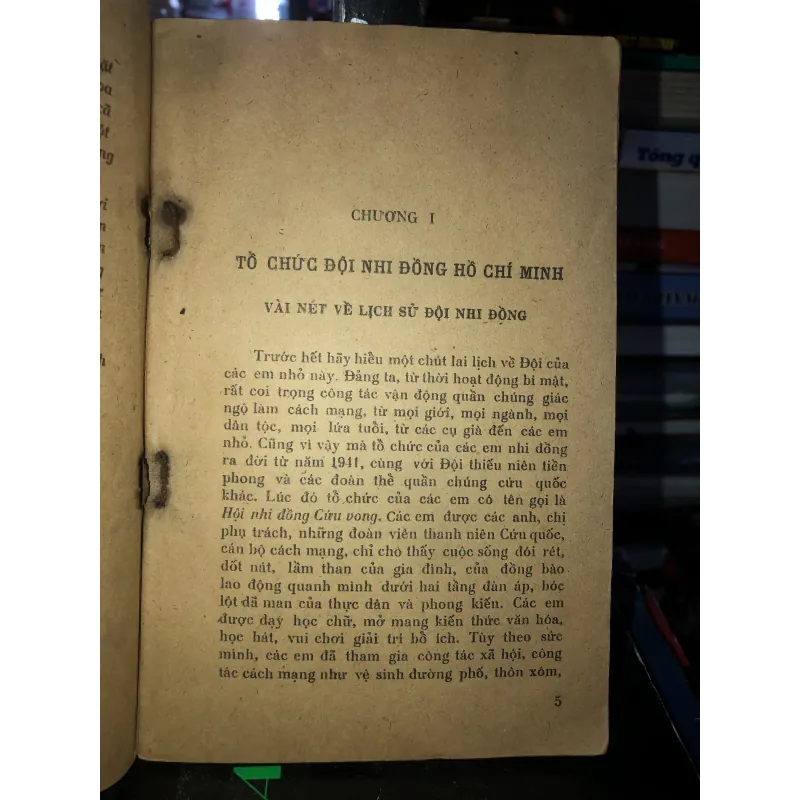 CHƯƠNG I
TỔ CHỨC ĐỘI NHI ĐỒNG HỒ CHÍ MINH
VÀI NÉT VỀ LỊCH SỬ ĐỘI NHI ĐỒNG
Trước hết hãy hiểu một chút lai lịch về Đội của
các em nhỏ này. Đảng ta, từ thời hoạt động bí mật,
rất coi trọng công tác vận động quần chúng giác
ngộ làm cách mạng, từ mọi giới, mọi ngành, mọi
dân tộc, mọi lứa tuổi, từ các cụ già đến các em
nhỏ. Cũng vì vậy mà tổ chức của các em nhi đồng
ra đời từ năm 1941, cùng với Đội thiếu niên tiền
phong và các đoàn thể quần chúng cứu quốc
khác. Lúc đó tổ chức của các em có tên gọi là
Hội nhi đồng Cứu vong. Các em được các anh, chị
phụ trách, những đoàn viên thanh niên Cứu quốc,
cán bộ cách mạng, chỉ cho thấy cuộc sống đói rét,
dốt nát, lầm than của gia đình, của đồng bào
lao động quanh mình dưới hai tầng đàn áp, bóc
lột dã man của thực dân và phong kiến. Các em
được dạy học chữ, mở mang kiến thức văn hóa,
học hát, vui chơi giải trí bổ ích. Tùy theo sức
mình, các em đã tham gia công tác xã hội, công
tác cách mạng như vệ sinh đường phố, thôn xóm,
5
Tổng q